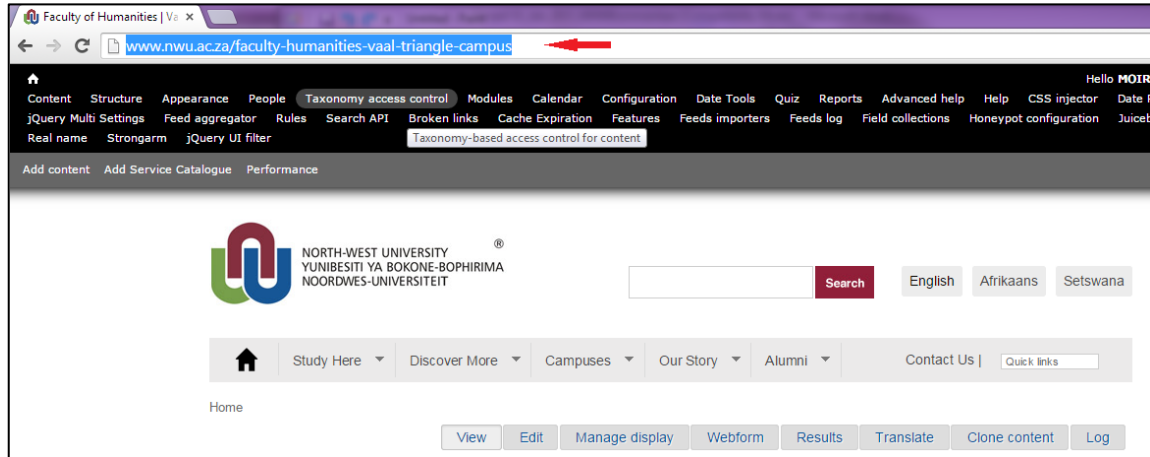 Faculty of Humanities | Va
www.nwu.ac.za/faculty-humanities-vaal-triangle-campus
Hello MOIR
Content Structure Appearance People Taxonomy access control Modules Calendar Configuration Date Tools Quiz Reports Advanced help Help CSS injector Date
jQuery Multi Settings Feed aggregator Rules Search API Broken links Cache Expiration Features Feeds importers Feeds log Field collections Honeypot configuration Juice
Real name Strongarm jQuery UI filter Taxonomy-based access control for content
Add content Add Service Catalogue Performance
NORTH-WEST UNIVERSITY ®
YUNIBESITI YA BOKONE-BOPHIRIMA
NOORDWES-UNIVERSITEIT
Search English Afrikaans Setswana
Study Here Discover More Campuses Our Story Alumni Contact Us | Quick links
Home
View Edit Manage display Webform Results Translate Clone content Log